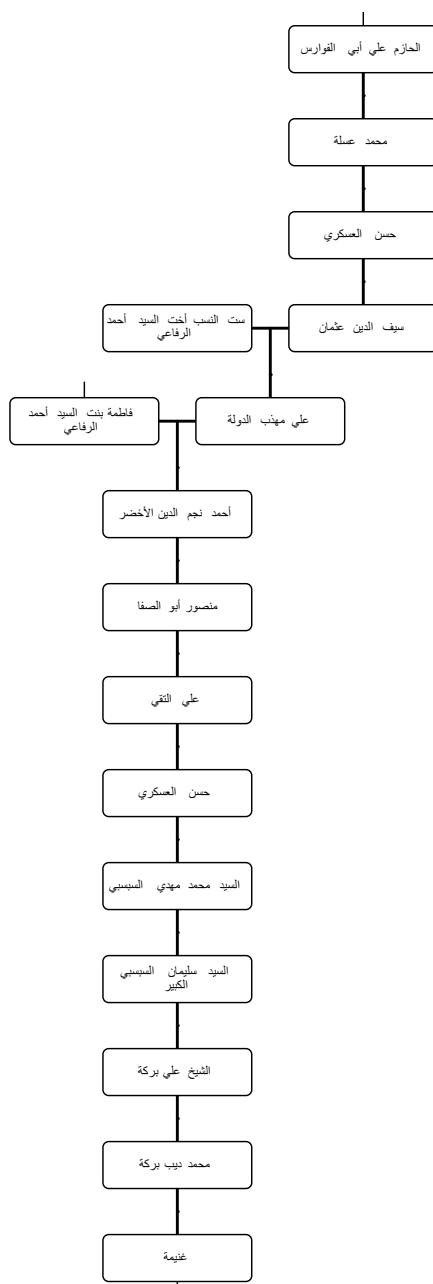 الحازم علي أبي الفوارس
محمد عسلة
حسن العسكري
ست النسب أخت السيد أحمد
الرفاعي
سيف الدين عثمان
فاطمة بنت السيد أحمد
الرفاعي
علي مهذب الدولة
أحمد نجم الدين الأخضر
منصور أبو الصفا
علي التقي
حسن العسكري
السيد محمد مهدي السبسبي
السيد سليمان السبسبي
الكبير
الشيخ علي بركة
محمد ديب بركة
غنيمة